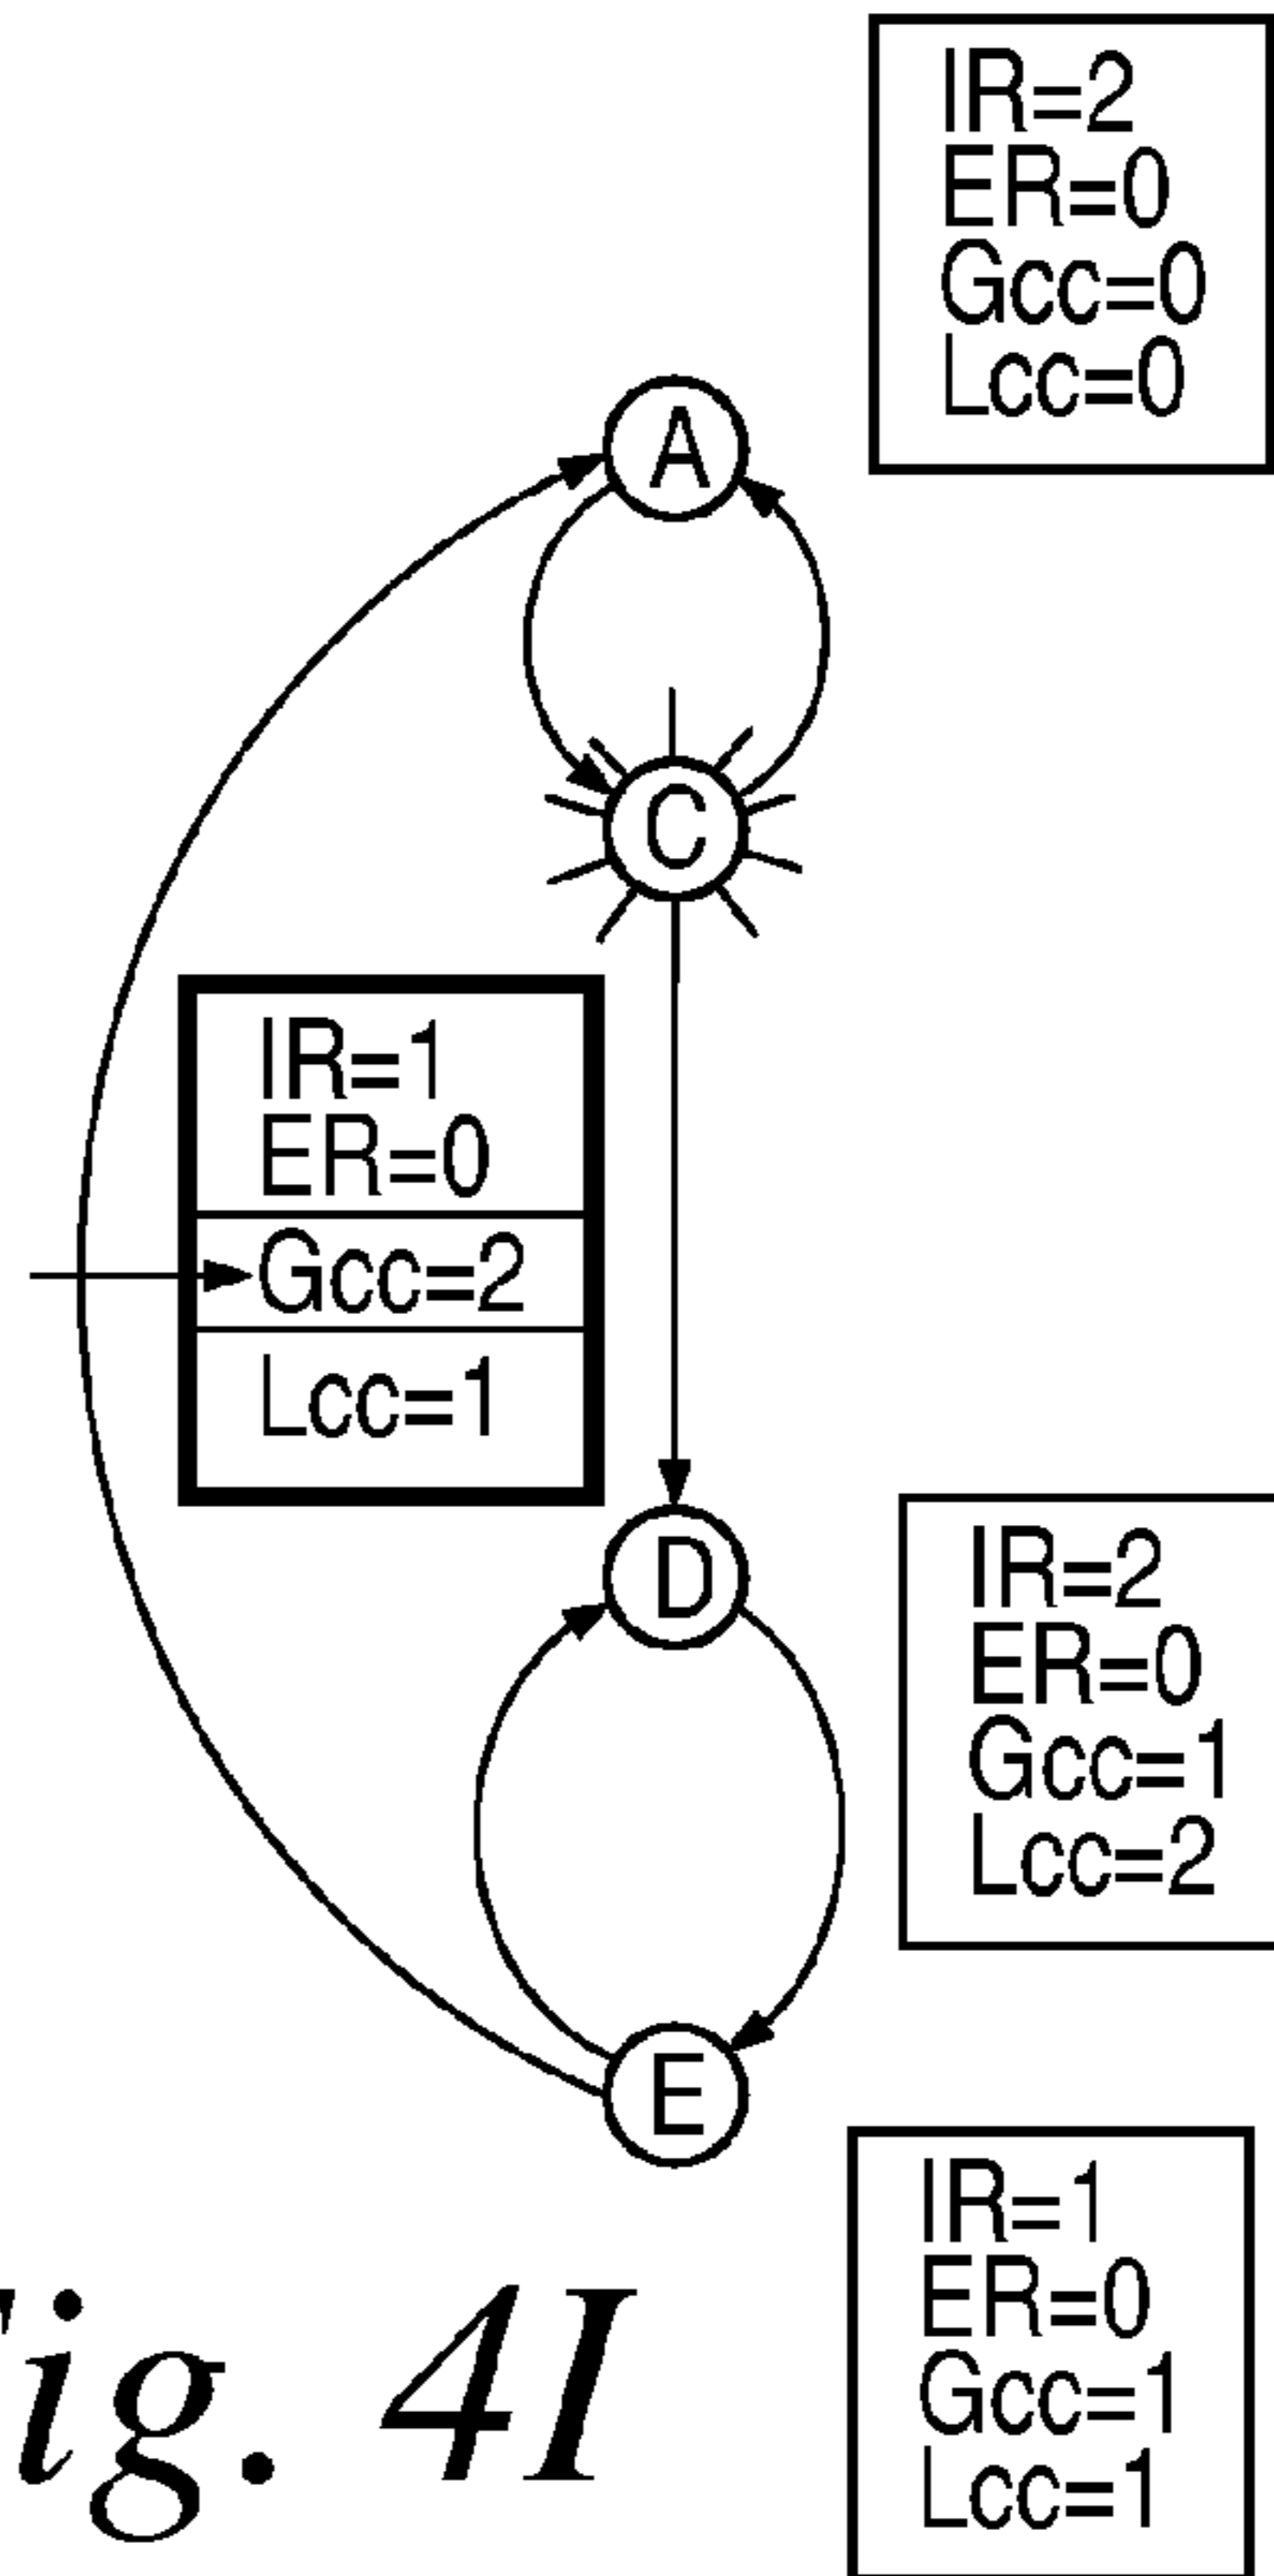 IR=2
ER=0
Gcc=0
Lcc=0
A
C
IR=1
ER=0
Gcc=2
Lcc=1
D
IR=2
ER=0
Gcc=1
Lcc=2
E
IR=1
ER=0
Gcc=1
Lcc=1
ig. 4I